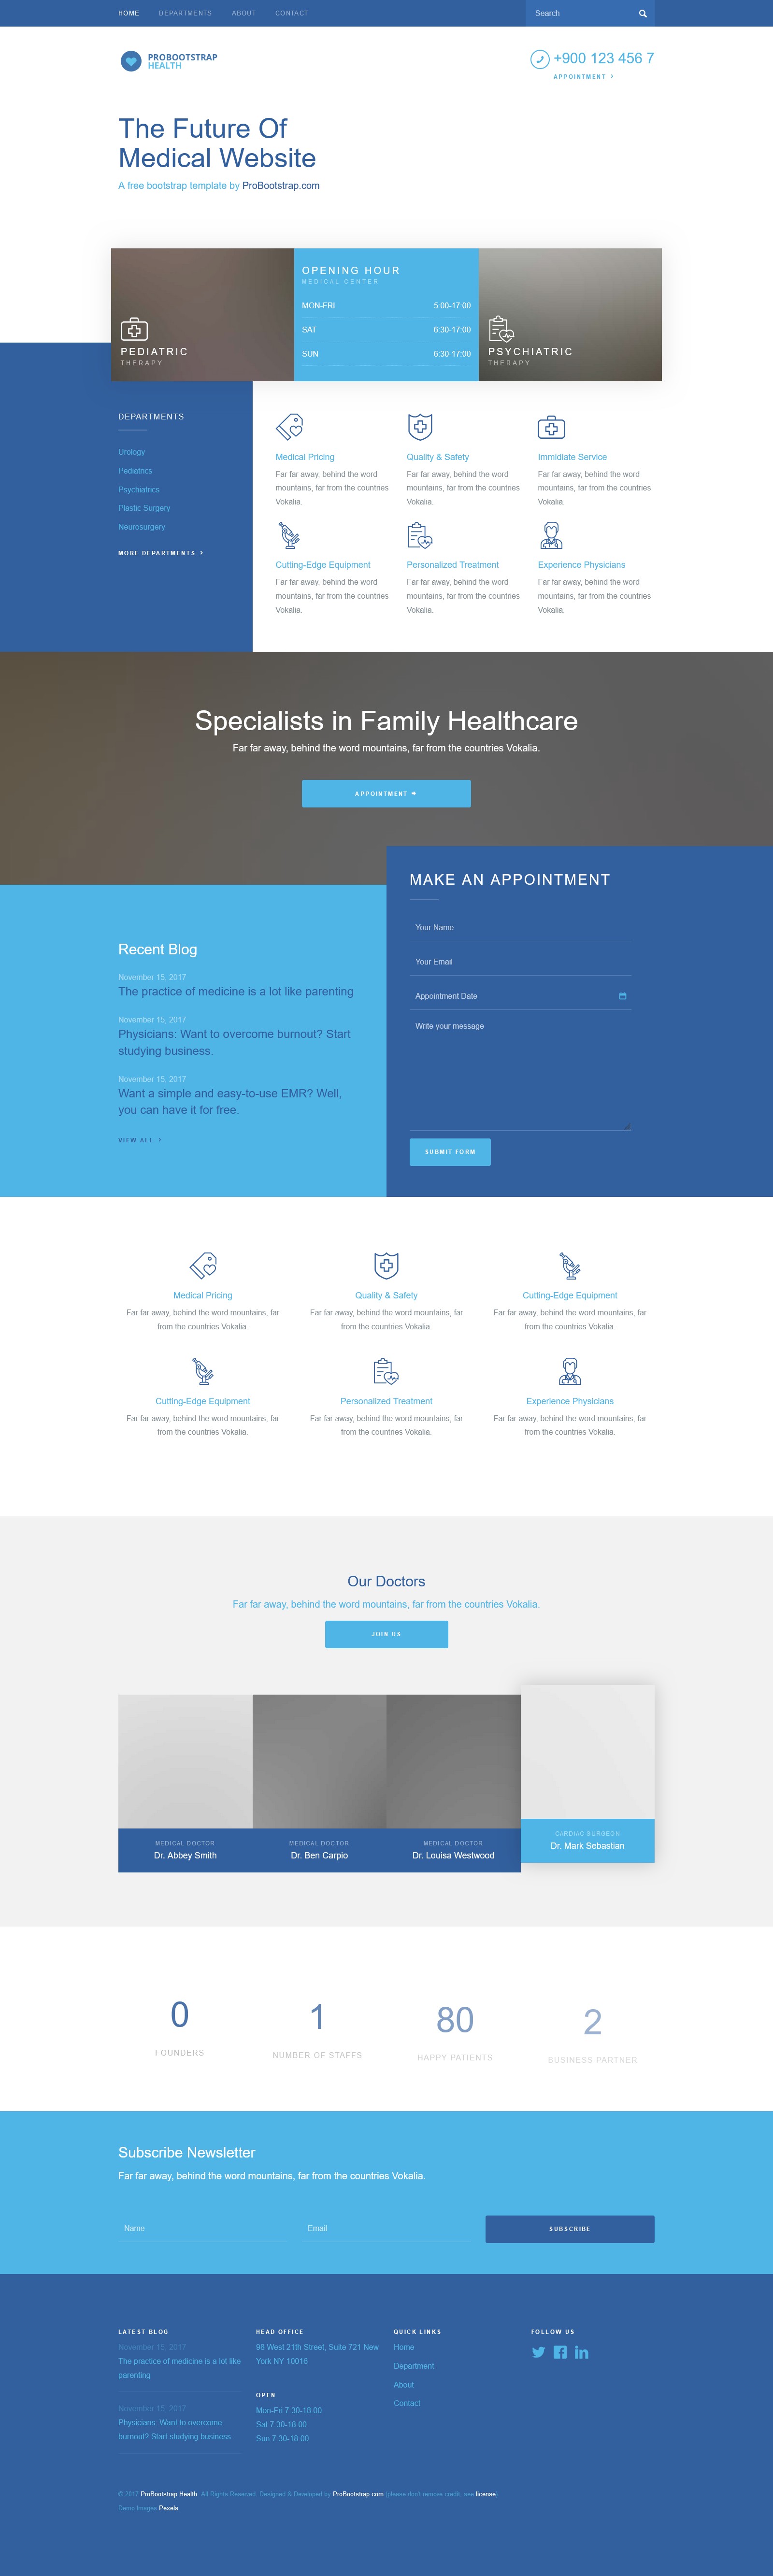 HOME DEPARTMENTS ABOUT CONTACT Search
PROBOOTSTRAP
HEALTH
+900 123 456 7
APPOINTMENT
The Future Of
Medical Website
A free bootstrap template by ProBootstrap.com
PEDIATRIC
THERAPY
OPENING HOUR
MEDICAL CENTER
MON-FRI 5:00-17:00
SAT 6:30-17:00
SUN 6:30-17:00
PSYCHIATRIC
THERAPY
DEPARTMENTS
Urology
Pediatrics
Psychiatrics
Plastic Surgery
Neurosurgery
MORE DEPARTMENTS
Medical Pricing
Far far away, behind the word
mountains, far from the countries
Vokalia.
Quality & Safety
Far far away, behind the word
mountains, far from the countries
Vokalia.
Immidiate Service
Far far away, behind the word
mountains, far from the countries
Vokalia.
Cutting-Edge Equipment
Far far away, behind the word
mountains, far from the countries
Vokalia.
Personalized Treatment
Far far away, behind the word
mountains, far from the countries
Vokalia.
Experience Physicians
Far far away, behind the word
mountains, far from the countries
Vokalia.
Specialists in Family Healthcare
Far far away, behind the word mountains, far from the countries Vokalia.
APPOINTMENT
Recent Blog
November 15, 2017
The practice of medicine is a lot like parenting
November 15, 2017
Physicians: Want to overcome burnout? Start
studying business.
November 15, 2017
Want a simple and easy-to-use EMR? Well,
you can have it for free.
VIEW ALL
MAKE AN APPOINTMENT
Your Name
Your Email
Appointment Date
Write your message
SUBMIT FORM
Medical Pricing
Far far away, behind the word mountains, far
from the countries Vokalia.
Quality & Safety
Far far away, behind the word mountains, far
from the countries Vokalia.
Cutting-Edge Equipment
Far far away, behind the word mountains, far
from the countries Vokalia.
Cutting-Edge Equipment
Far far away, behind the word mountains, far
from the countries Vokalia.
Personalized Treatment
Far far away, behind the word mountains, far
from the countries Vokalia.
Experience Physicians
Far far away, behind the word mountains, far
from the countries Vokalia.
Our Doctors
Far far away, behind the word mountains, far from the countries Vokalia.
JOIN US
MEDICAL DOCTOR
Dr. Abbey Smith
MEDICAL DOCTOR
Dr. Ben Carpio
MEDICAL DOCTOR
Dr. Louisa Westwood
CARDIAC SURGEON
Dr. Mark Sebastian
0
FOUNDERS
1
NUMBER OF STAFFS
80
HAPPY PATIENTS
2
BUSINESS PARTNER
Subscribe Newsletter
Far far away, behind the word mountains, far from the countries Vokalia.
Name Email SUBSCRIBE
LATEST BLOG
November 15, 2017
The practice of medicine is a lot like
parenting
November 15, 2017
Physicians: Want to overcome
burnout? Start studying business.
HEAD OFFICE
98 West 21th Street, Suite 721 New
York NY 10016
OPEN
Mon-Fri 7:30-18:00
Sat 7:30-18:00
Sun 7:30-18:00
QUICK LINKS
Home
Department
About
Contact
FOLLOW US
© 2017 ProBootstrap Health. All Rights Reserved. Designed & Developed by ProBootstrap.com (please don't remove credit, see license)
Demo Images Pexels